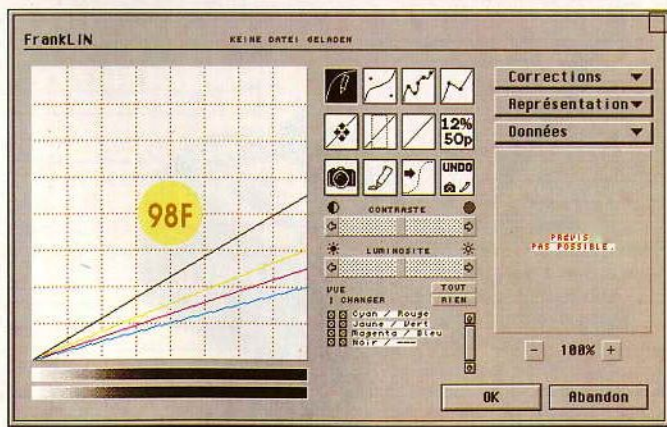 FrankLIN
KEINE DATEI GELADEN
98F
12%
50p
UNDO
CONTRASTE
LUMINOSITE
VUE
CHANGER
TOUT
RIEN
Cyan / Rouge
Jaune / Vert
Magenta / Bleu
Noir / ---
Corrections
Représentation
Données
PREVIS
PAS POSSIBLE.
- 100% +
OK
Abandon